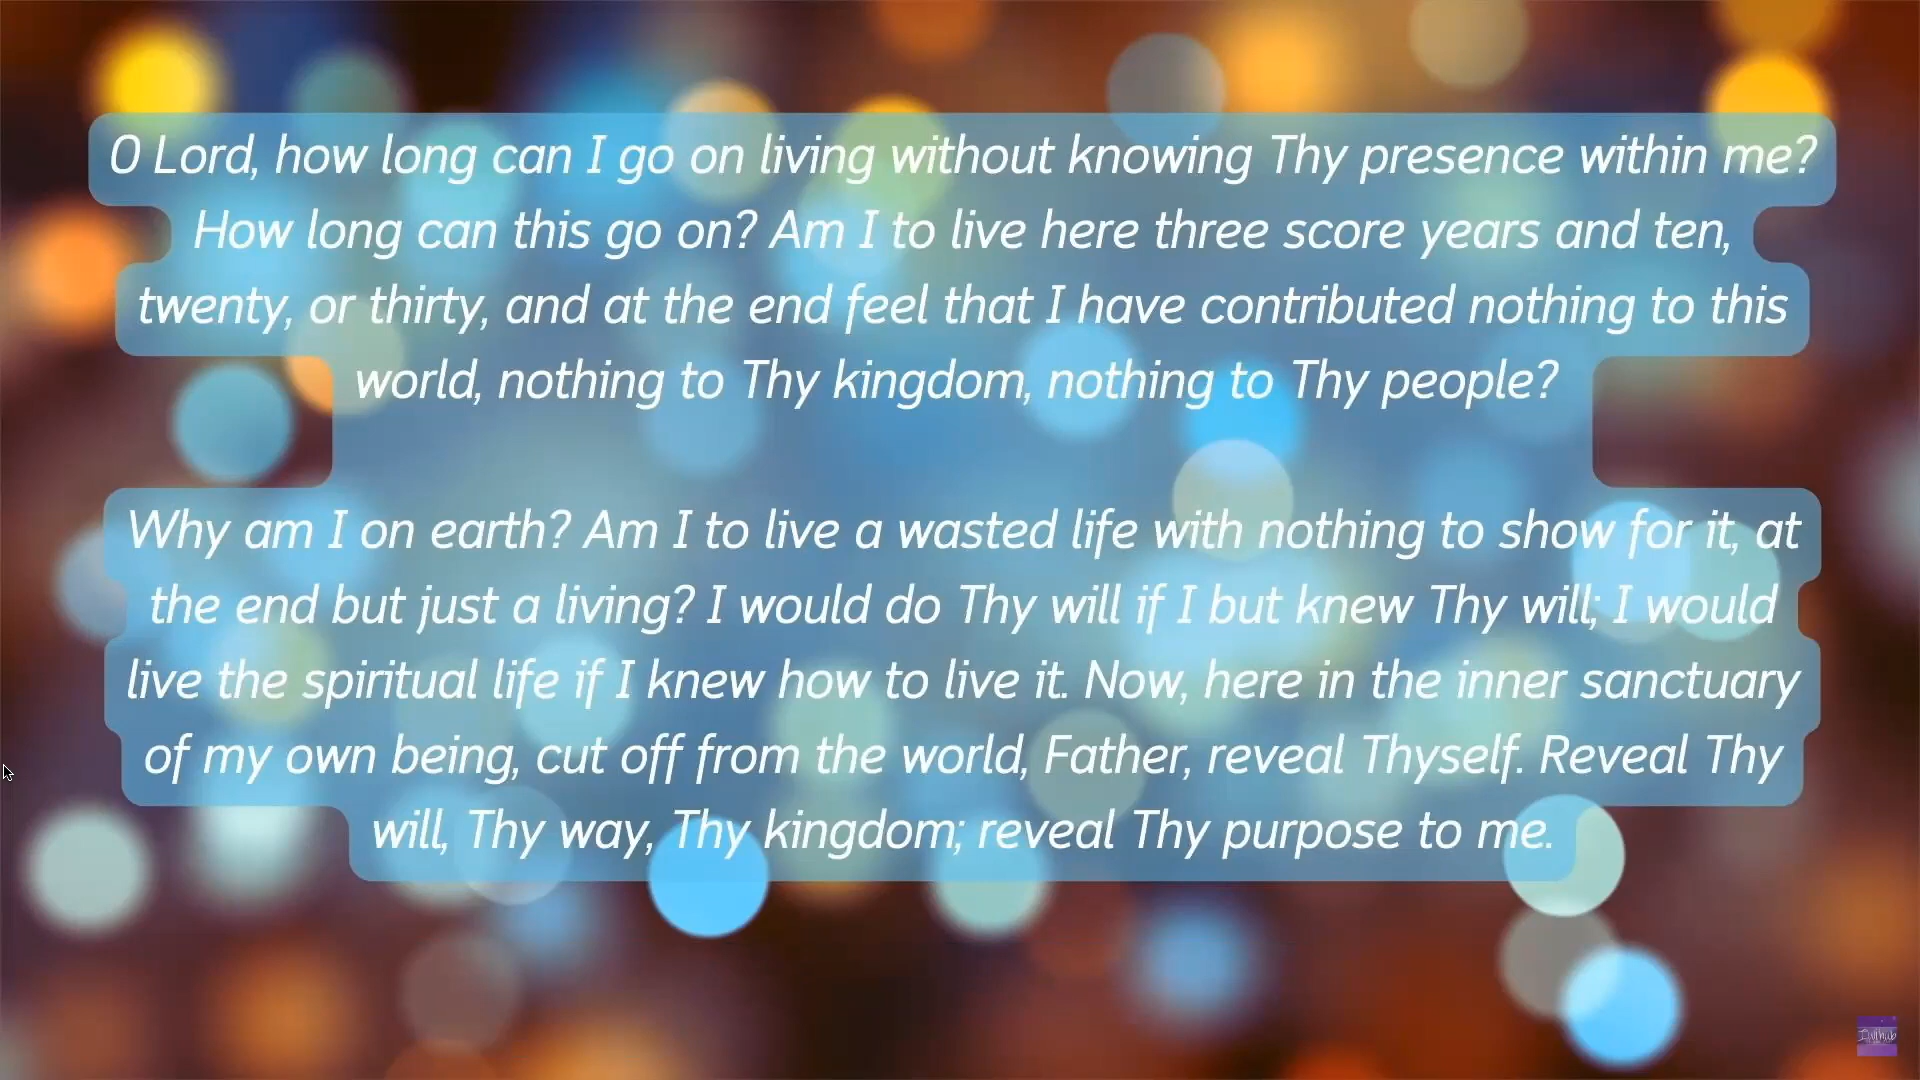 O Lord, how long can I go on living without knowing Thy presence within me?
How long can this go on? Am I to live here three score years and ten,
twenty, or thirty, and at the end feel that I have contributed nothing to this
world, nothing to Thy kingdom, nothing to Thy people?
Why am I on earth? Am I to live a wasted life with nothing to show for it, at
the end but just a living? I would do Thy will if I but knew Thy will; I would
live the spiritual life if I knew how to live it. Now, here in the inner sanctuary
of my own being, cut off from the world, Father, reveal Thyself. Reveal Thy
will, Thy way, Thy kingdom; reveal Thy purpose to me.